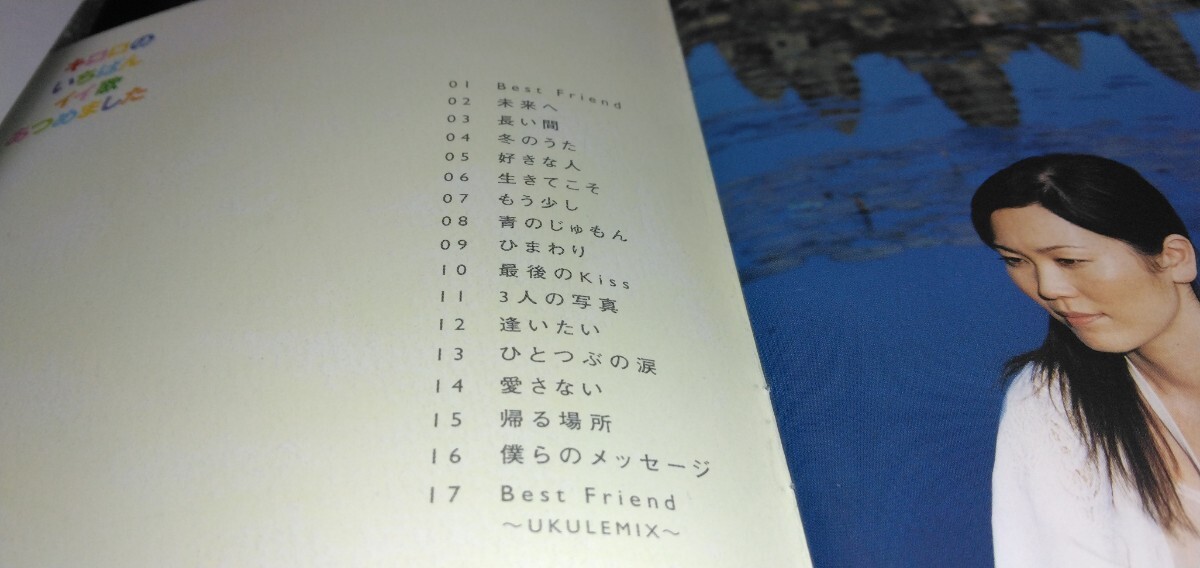 キロロの
いちばん
イイ歌
あつめました
01 Best Friend
02 未来へ
03 長い間
04 冬のうた
05 好きな人
06 生きてこそ
07 もう少し
08 青のじゅもん
09 ひまわり
10 最後のKiss
11 3人の写真
12 逢いたい
13 ひとつぶの涙
14 愛さない
15 帰る場所
16 僕らのメッセージ
17 Best Friend
～UKULEMIX～